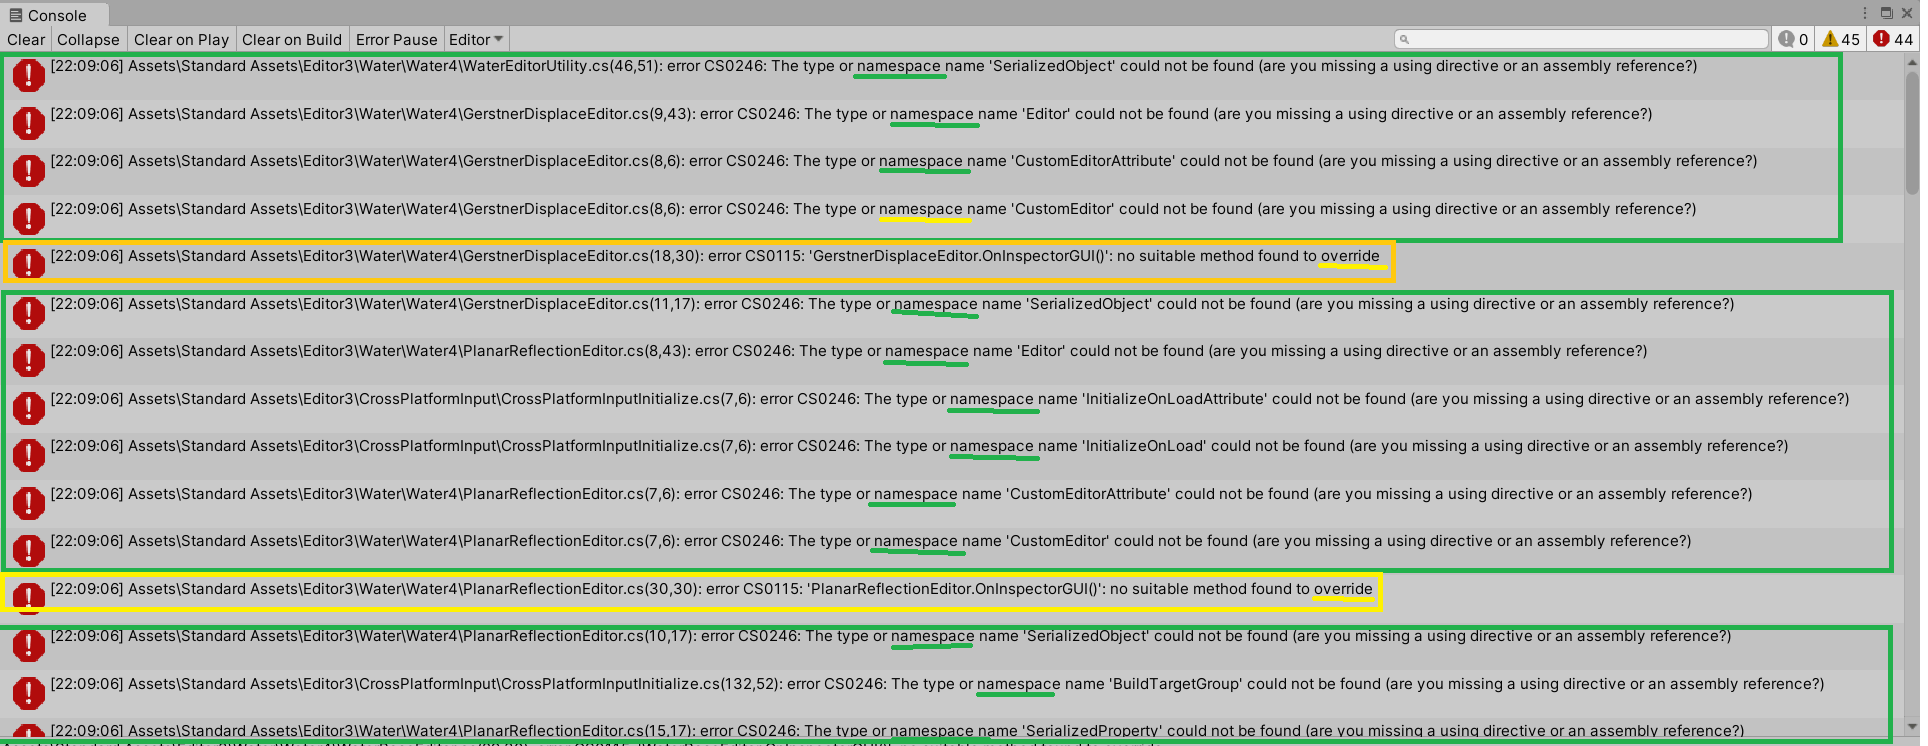 Console
Clear Collapse Clear on Play Clear on Build Error Pause Editor 0 45 44
[22:09:06] Assets\Standard Assets\Editor3\Water\Water4\WaterEditorUtility.cs(46,51): error CS0246: The type or namespace name 'SerializedObject' could not be found (are you missing a using directive or an assembly reference?)
[22:09:06] Assets\Standard Assets\Editor3\Water\Water4\GerstnerDisplaceEditor.cs(9,43): error CS0246: The type or namespace name 'Editor' could not be found (are you missing a using directive or an assembly reference?)
[22:09:06] Assets\Standard Assets\Editor3\Water\Water4\GerstnerDisplaceEditor.cs(8,6): error CS0246: The type or namespace name 'CustomEditorAttribute' could not be found (are you missing a using directive or an assembly reference?)
[22:09:06] Assets\Standard Assets\Editor3\Water\Water4\GerstnerDisplaceEditor.cs(8,6): error CS0246: The type or namespace name 'CustomEditor' could not be found (are you missing a using directive or an assembly reference?)
[22:09:06] Assets\Standard Assets\Editor3\Water\Water4\GerstnerDisplaceEditor.cs(18,30): error CS0115: 'GerstnerDisplaceEditor.OnInspectorGUI()': no suitable method found to override
[22:09:06] Assets\Standard Assets\Editor3\Water\Water4\GerstnerDisplaceEditor.cs(11,17): error CS0246: The type or namespace name 'SerializedObject' could not be found (are you missing a using directive or an assembly reference?)
[22:09:06] Assets\Standard Assets\Editor3\Water\Water4\PlanarReflectionEditor.cs(8,43): error CS0246: The type or namespace name 'Editor' could not be found (are you missing a using directive or an assembly reference?)
[22:09:06] Assets\Standard Assets\Editor3\CrossPlatformInput\CrossPlatformInputInitialize.cs(7,6): error CS0246: The type or namespace name 'InitializeOnLoadAttribute' could not be found (are you missing a using directive or an assembly reference?)
[22:09:06] Assets\Standard Assets\Editor3\CrossPlatformInput\CrossPlatformInputInitialize.cs(7,6): error CS0246: The type or namespace name 'InitializeOnLoad' could not be found (are you missing a using directive or an assembly reference?)
[22:09:06] Assets\Standard Assets\Editor3\Water\Water4\PlanarReflectionEditor.cs(7,6): error CS0246: The type or namespace name 'CustomEditorAttribute' could not be found (are you missing a using directive or an assembly reference?)
[22:09:06] Assets\Standard Assets\Editor3\Water\Water4\PlanarReflectionEditor.cs(7,6): error CS0246: The type or namespace name 'CustomEditor' could not be found (are you missing a using directive or an assembly reference?)
[22:09:06] Assets\Standard Assets\Editor3\Water\Water4\PlanarReflectionEditor.cs(30,30): error CS0115: 'PlanarReflectionEditor.OnInspectorGUI()': no suitable method found to override
[22:09:06] Assets\Standard Assets\Editor3\Water\Water4\PlanarReflectionEditor.cs(10,17): error CS0246: The type or namespace name 'SerializedObject' could not be found (are you missing a using directive or an assembly reference?)
[22:09:06] Assets\Standard Assets\Editor3\CrossPlatformInput\CrossPlatformInputInitialize.cs(132,52): error CS0246: The type or namespace name 'BuildTargetGroup' could not be found (are you missing a using directive or an assembly reference?)
[22:09:06] Assets\Standard Assets\Editor3\Water\Water4\PlanarReflectionEditor.cs(15,17): error CS0246: The type or namespace name 'SerializedProperty' could not be found (are you missing a using directive or an assembly reference?)